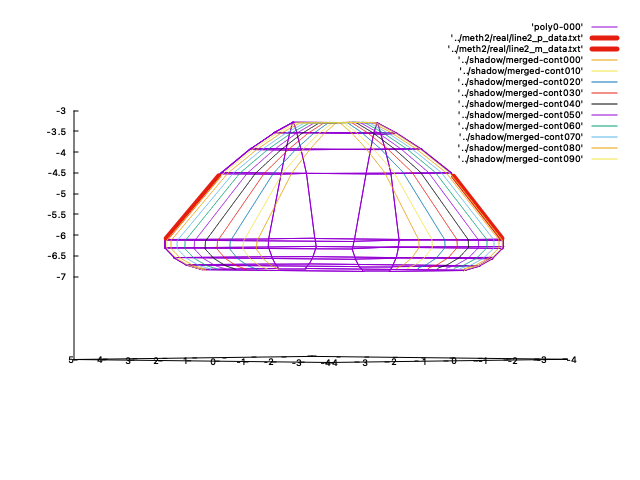 'poly0-000'
'../meth2/real/line2_p_data.txt'
'../meth2/real/line2_m_data.txt'
'../shadow/merged-cont000'
'../shadow/merged-cont010'
'../shadow/merged-cont020'
'../shadow/merged-cont030'
'../shadow/merged-cont040'
'../shadow/merged-cont050'
'../shadow/merged-cont060'
'../shadow/merged-cont070'
'../shadow/merged-cont080'
'../shadow/merged-cont090'
-3
-3.5
-4
-4.5
-5
-5.5
-6
-6.5
-7
5 4 3 2 1 0 -1 -2 -3 -4 4 3 2 1 0 -1 -2 -3 -4